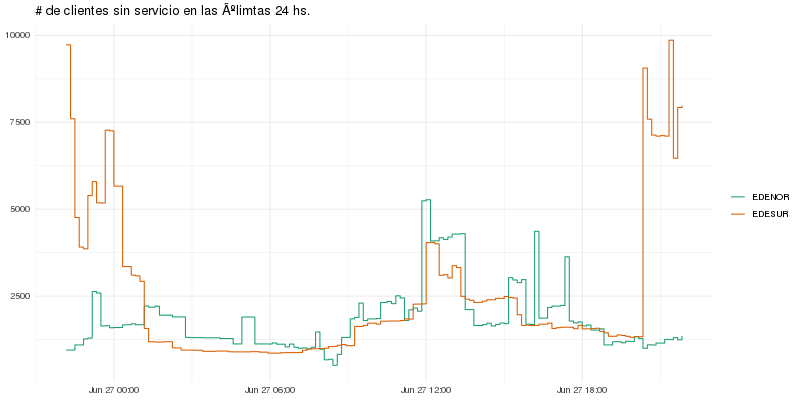 # de clientes sin servicio en las Ãºlimtas 24 hs.
10000
7500
5000
2500
EDENOR
EDESUR
Jun 27 00:00
Jun 27 06:00
Jun 27 12:00
Jun 27 18:00